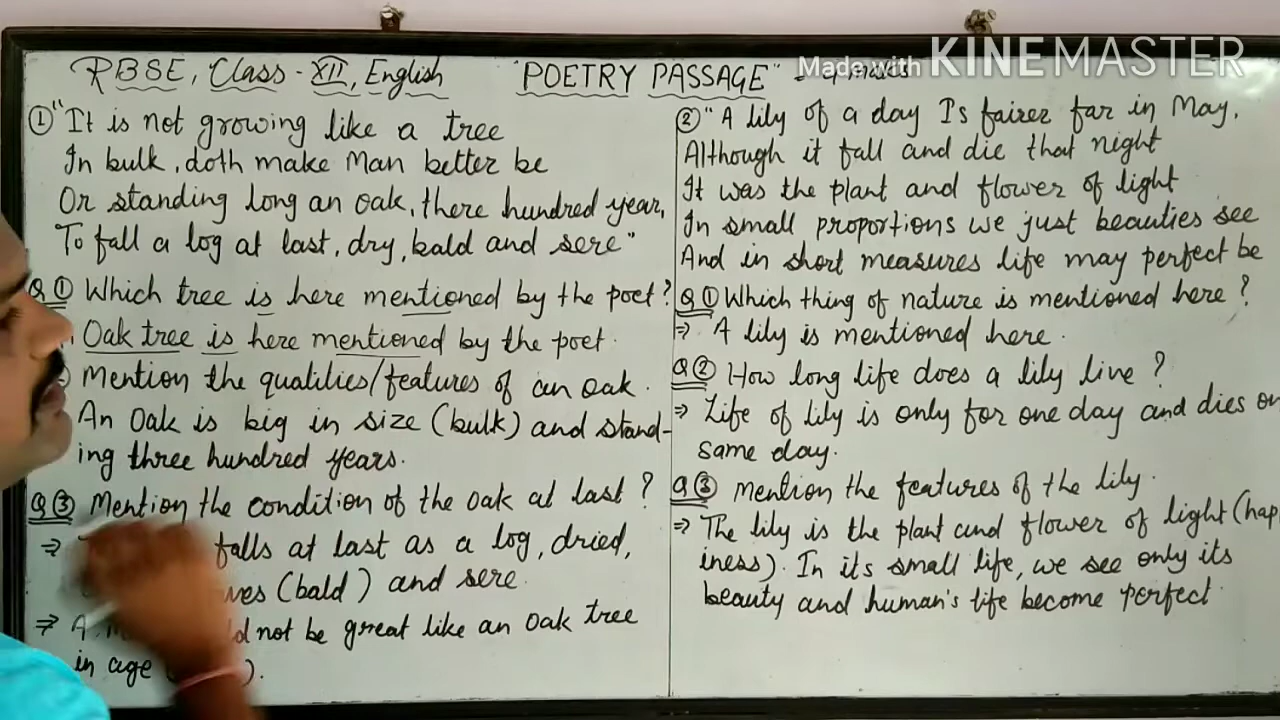 RBSE, Class - XII, English
"POETRY PASSAGE" =
Made with KINEMASTER
① "It is not growing like a tree
In bulk, doth make Man better be
Or standing long an oak, there hundred year,
To fall a log at last, dry, bald and sere"
Q ① Which tree is here mentioned by the poet?
Oak tree is here mentioned by the poet.
Mention the qualities/features of an oak.
An Oak is big in size (bulk) and stand-
ing three hundred years.
Q ③ Mention the condition of the oak at last?
⇒ falls at last as a log, dried,
(bald) and sere.
⇒ A not be great like an oak tree
in age
② "A lily of a day Is fairer far in May,
Although it fall and die that night
It was the plant and flower of light
In small proportions we just beauties see
And in short measures life may perfect be
Q ① Which thing of nature is mentioned here?
⇒ A lily is mentioned here.
Q ② How long life does a lily live?
⇒ Life of lily is only for one day and dies on
same day.
Q ③ Mention the features of the lily.
⇒ The lily is the plant and flower of light (hap
iness). In its small life, we see only its
beauty and human's life become perfect.